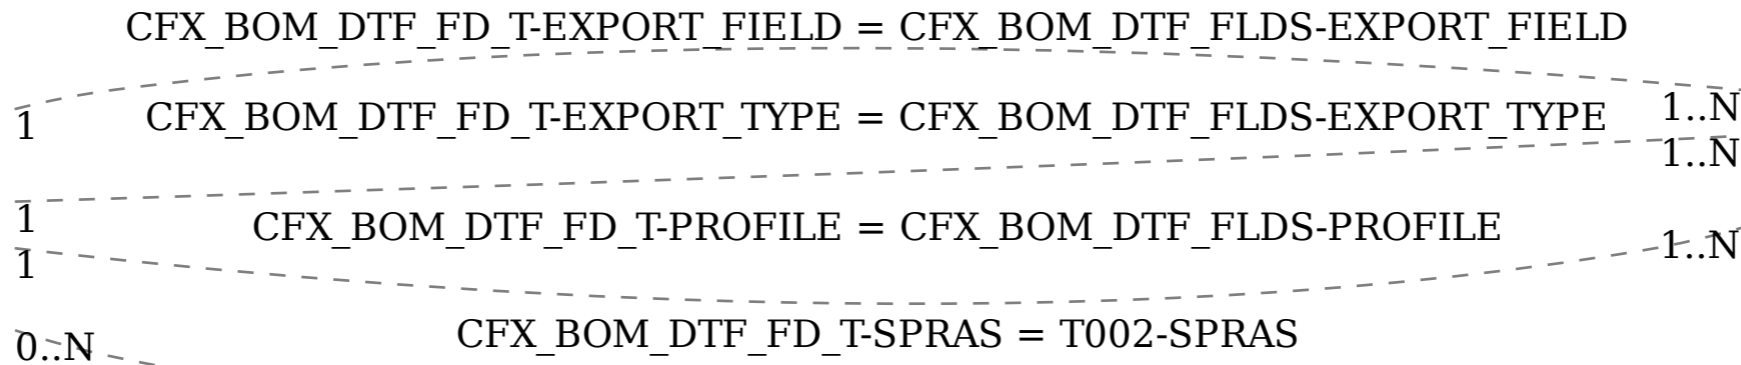 CFX_BOM_DTF_FD_T-EXPORT_FIELD = CFX_BOM_DTF_FLDS-EXPORT_FIELD
1
1..N
CFX_BOM_DTF_FD_T-EXPORT_TYPE = CFX_BOM_DTF_FLDS-EXPORT_TYPE
1..N
1
CFX_BOM_DTF_FD_T-PROFILE = CFX_BOM_DTF_FLDS-PROFILE
1..N
1
CFX_BOM_DTF_FD_T-SPRAS = T002-SPRAS
0..N